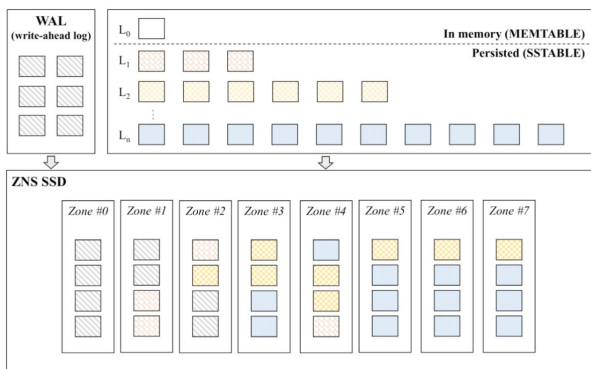 WAL
(write-ahead log)
L0
In memory (MEMTABLE)
Persisted (SSTABLE)
L1
L2
⋮
Ln
ZNS SSD
Zone #0
Zone #1
Zone #2
Zone #3
Zone #4
Zone #5
Zone #6
Zone #7